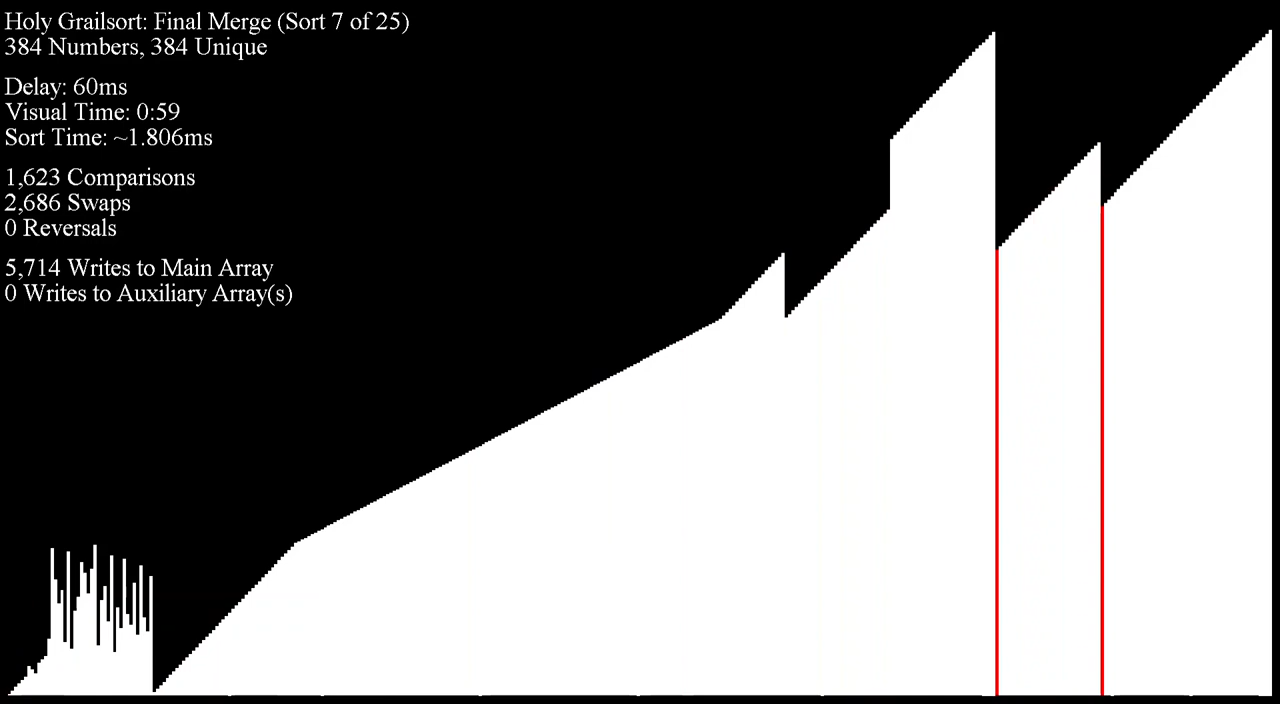 Holy Grailsort: Final Merge (Sort 7 of 25)
384 Numbers, 384 Unique
Delay: 60ms
Visual Time: 0:59
Sort Time: ~1.806ms
1,623 Comparisons
2,686 Swaps
0 Reversals
5,714 Writes to Main Array
0 Writes to Auxiliary Array(s)